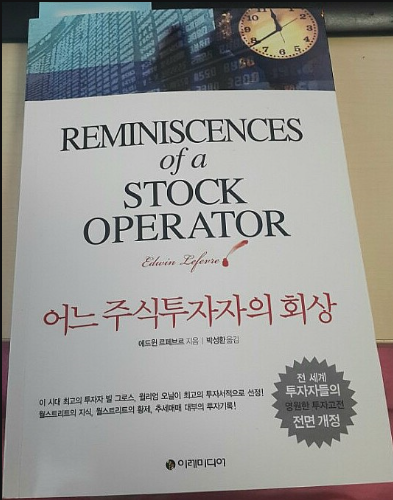 REMINISCENCES
of a
STOCK
OPERATOR
Edwin Lefevre
어느 주식투자자의 회상
에드윈 르페브르 지음 | 박성환 옮김
이 시대 최고의 투자자 빌 그로스, 윌리엄 오닐이 최고의 투자서적으로 선정!
월스트리트의 지식, 월스트리트의 황제, 추세매매 대부의 투자기록!
전 세계
투자자들의
영원한 투자고전
전면 개정
이레미디어